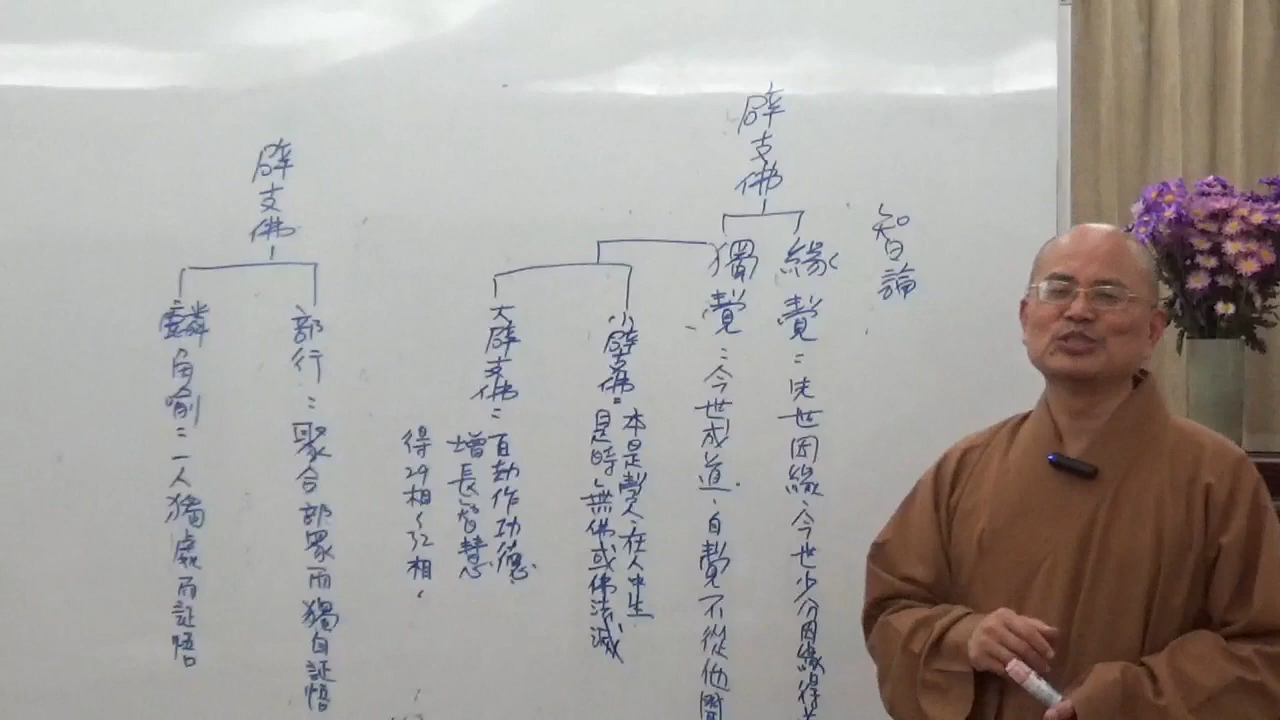 智論
辟支佛
緣覺：先世因緣、今世少分因緣得
獨覺：今世成道、自覺不從他聞
小辟支佛：本是聲人、在人中生
是時無佛或佛法滅
大辟支佛：百劫作功德
增長智慧
得29相～32相。
辟支佛
部行：聚合部眾而獨自証悟
麟角喻：一人獨處而証悟